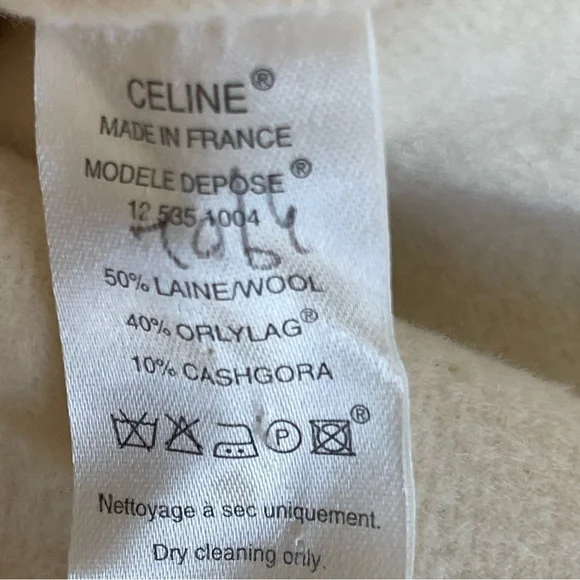 CELINE®
MADE IN FRANCE
MODELE DEPOSE®
12 535 1004
50% LAINE/WOOL
40% ORLYLAG®
10% CASHGORA
P ®
Nettoyage à sec uniquement.
Dry cleaning only.